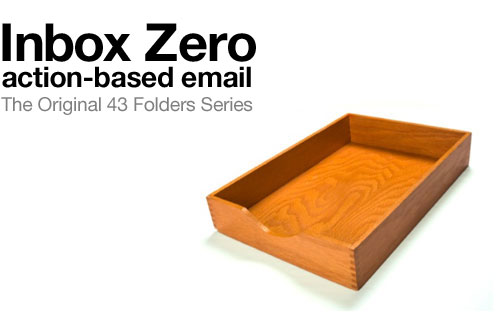 Inbox Zero
action-based email
The Original 43 Folders Series